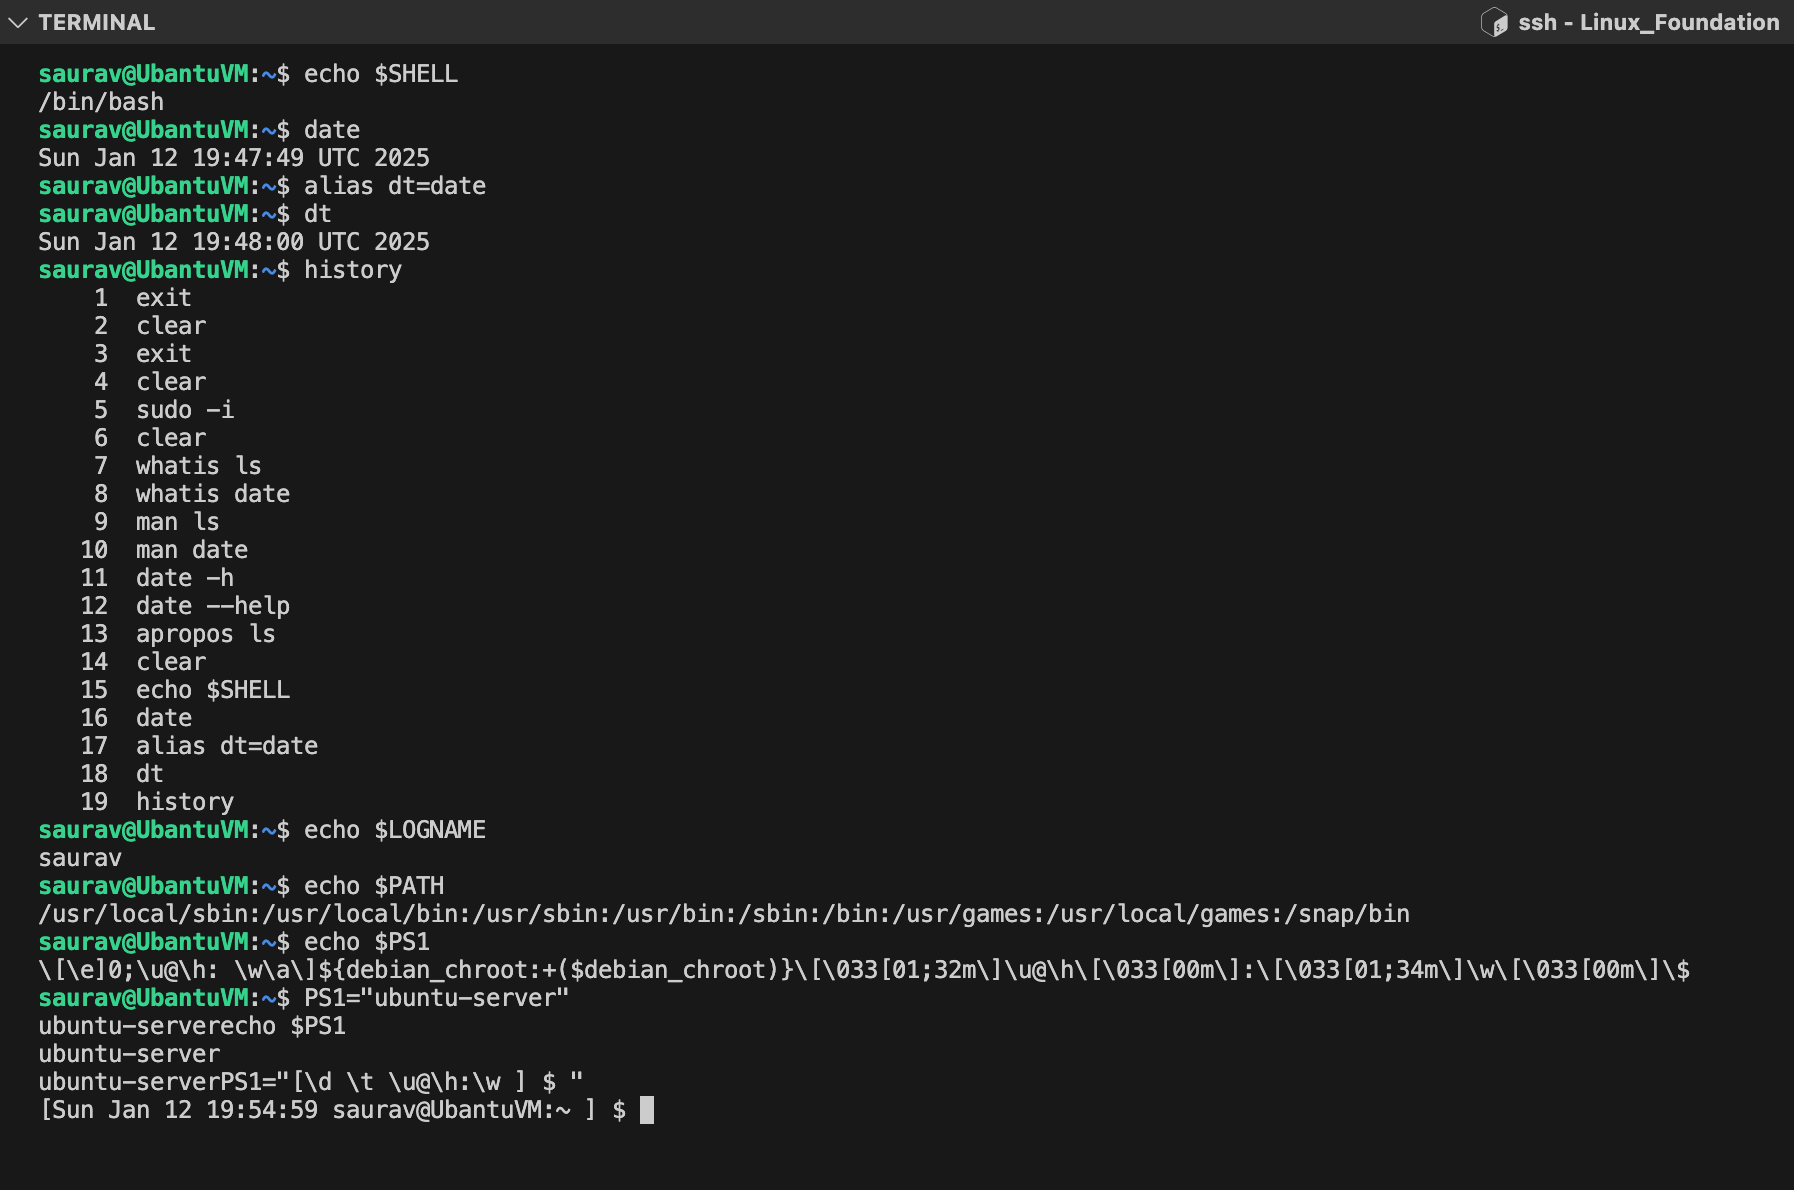 TERMINAL
ssh - Linux_Foundation
saurav@UbantuVM:~$ echo $SHELL
/bin/bash
saurav@UbantuVM:~$ date
Sun Jan 12 19:47:49 UTC 2025
saurav@UbantuVM:~$ alias dt=date
saurav@UbantuVM:~$ dt
Sun Jan 12 19:48:00 UTC 2025
saurav@UbantuVM:~$ history
    1  exit
    2  clear
    3  exit
    4  clear
    5  sudo -i
    6  clear
    7  whatis ls
    8  whatis date
    9  man ls
   10  man date
   11  date -h
   12  date --help
   13  apropos ls
   14  clear
   15  echo $SHELL
   16  date
   17  alias dt=date
   18  dt
   19  history
saurav@UbantuVM:~$ echo $LOGNAME
saurav
saurav@UbantuVM:~$ echo $PATH
/usr/local/sbin:/usr/local/bin:/usr/sbin:/usr/bin:/sbin:/bin:/usr/games:/usr/local/games:/snap/bin
saurav@UbantuVM:~$ echo $PS1
\[\e]0;\u@\h: \w\a\]${debian_chroot:+($debian_chroot)}\[\033[01;32m\]\u@\h\[\033[00m\]:\[\033[01;34m\]\w\[\033[00m\]\$
saurav@UbantuVM:~$ PS1="ubuntu-server"
ubuntu-serverecho $PS1
ubuntu-server
ubuntu-serverPS1="[\d \t \u@\h:\w ] $ "
[Sun Jan 12 19:54:59 saurav@UbantuVM:~ ] $